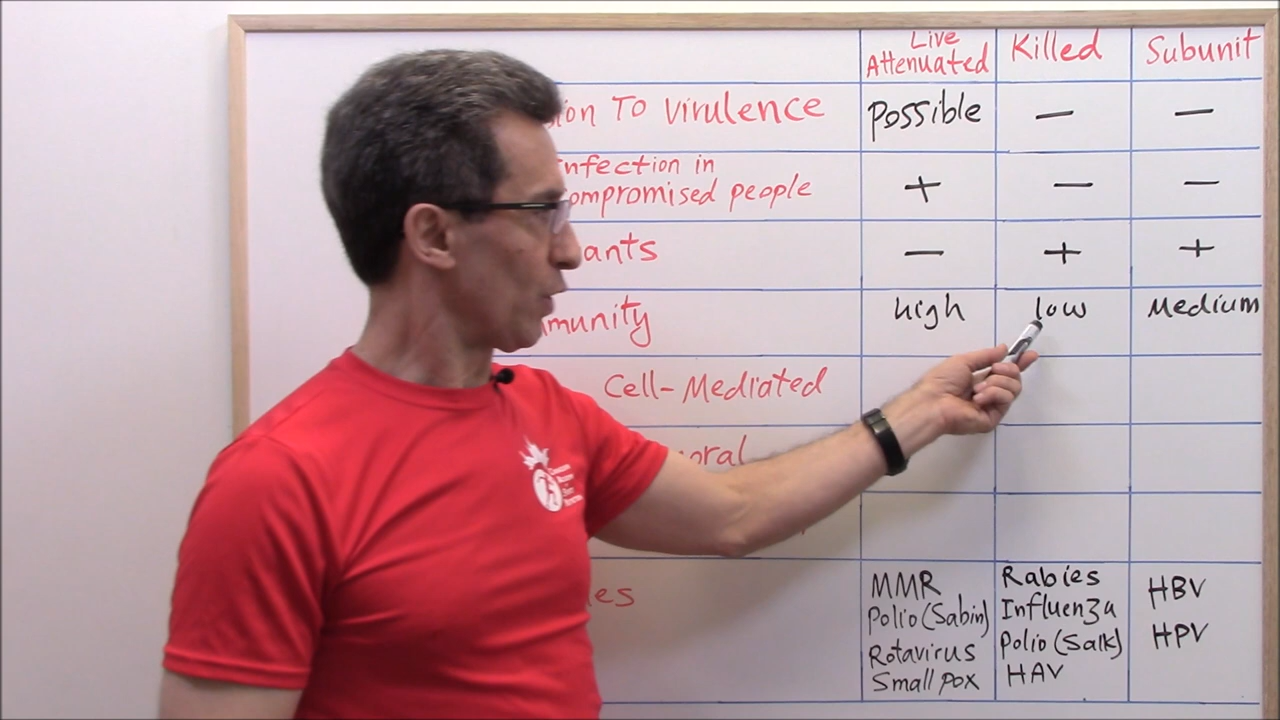 Live Attenuated Killed Subunit
ion To Virulence Possible — —
nfection in
ompromised people + — —
ants — + +
munity high low Medium
Cell-Mediated
oral
les
MMR Rabies HBV
Polio (Sabin) Influenza HPV
Rotavirus Polio (Salk)
Small pox HAV